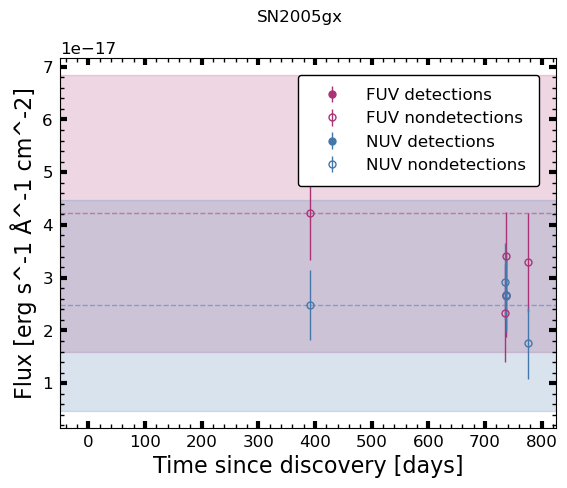 SN2005gx
1e−17
7
6
5
4
3
2
1
Flux [erg s^-1 Å^-1 cm^-2]
FUV detections
FUV nondetections
NUV detections
NUV nondetections
0 100 200 300 400 500 600 700 800
Time since discovery [days]